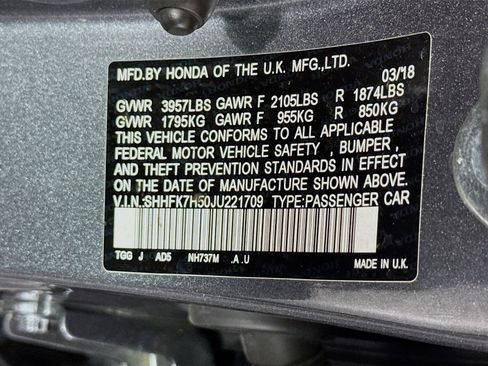 MFD.BY HONDA OF THE U.K. MFG.,LTD.
03/18
GVWR 3957LBS GAWR F 2105LBS R 1874LBS
GVWR 1795KG GAWR F 955KG R 850KG
THIS VEHICLE CONFORMS TO ALL APPLICABLE
FEDERAL MOTOR VEHICLE SAFETY , BUMPER ,
AND THEFT PREVENTION STANDARDS IN EFFECT
ON THE DATE OF MANUFACTURE SHOWN ABOVE.
V.I.N.:SHHFK7H50JU221709 TYPE:PASSENGER CAR
TGG J AD5 NH737M .A .U MADE IN U.K.